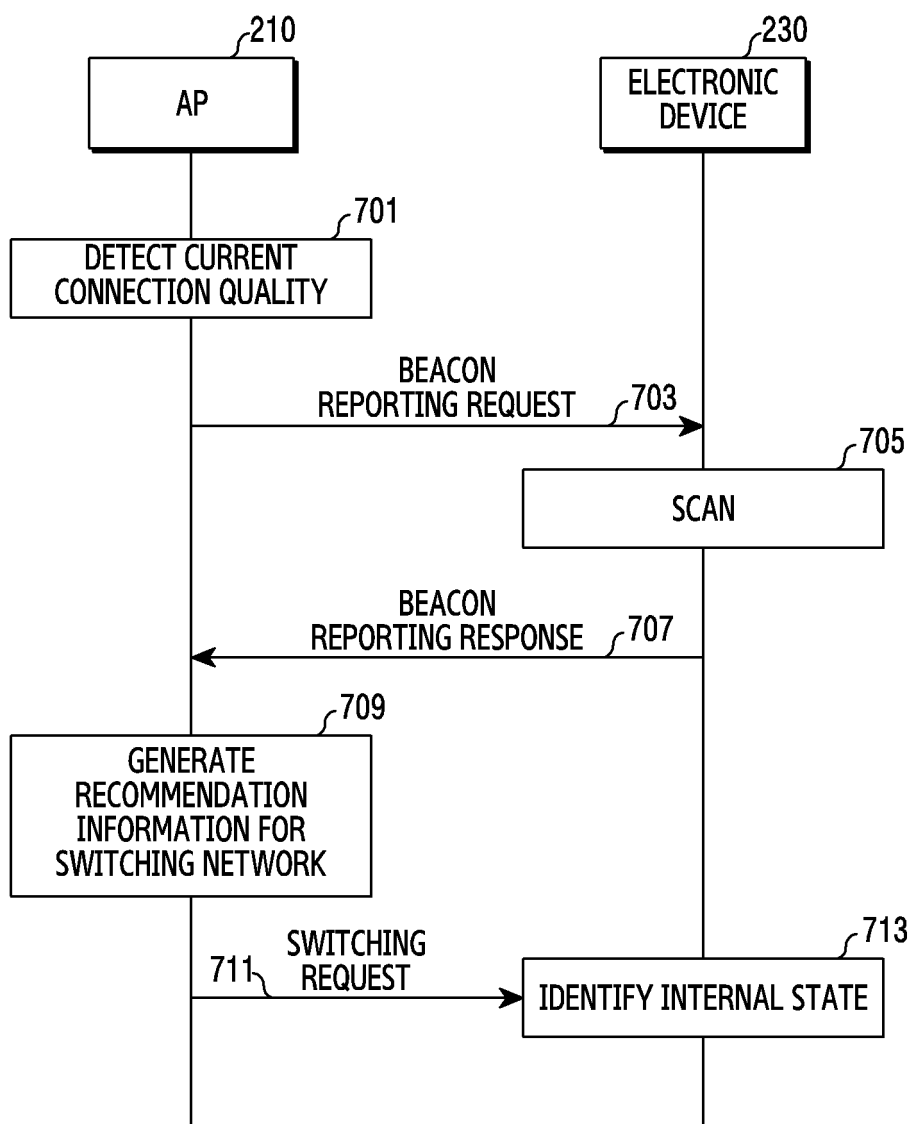 210
230
AP
ELECTRONIC
DEVICE
701
DETECT CURRENT
CONNECTION QUALITY
BEACON
REPORTING REQUEST
703
705
SCAN
BEACON
REPORTING RESPONSE
707
709
GENERATE
RECOMMENDATION
INFORMATION FOR
SWITCHING NETWORK
SWITCHING
REQUEST
711
713
IDENTIFY INTERNAL STATE